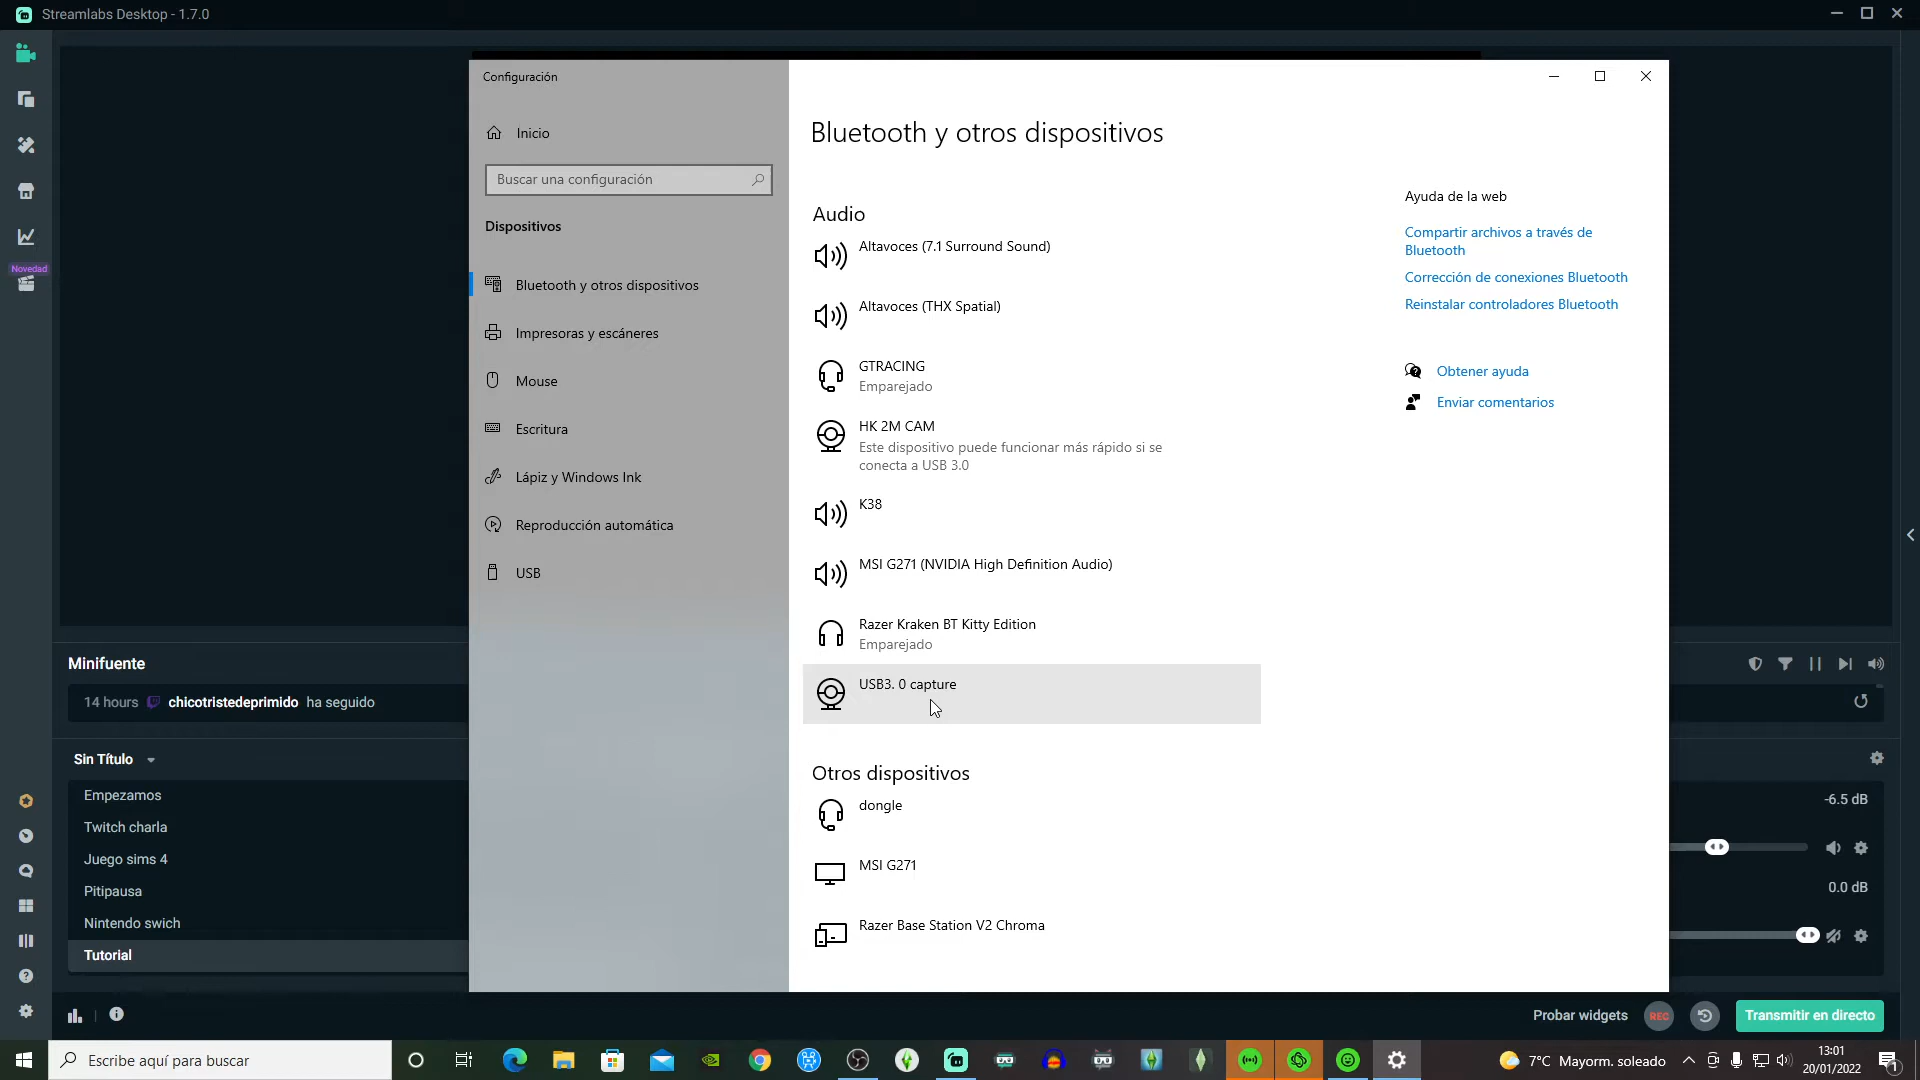 Streamlabs Desktop - 1.7.0
Configuración
Inicio
Buscar una configuración
Dispositivos
Bluetooth y otros dispositivos
Impresoras y escáneres
Mouse
Escritura
Lápiz y Windows Ink
Reproducción automática
USB
Bluetooth y otros dispositivos
Audio
Altavoces (7.1 Surround Sound)
Altavoces (THX Spatial)
GTRACING
Emparejado
HK 2M CAM
Este dispositivo puede funcionar más rápido si se
conecta a USB 3.0
K38
MSI G271 (NVIDIA High Definition Audio)
Razer Kraken BT Kitty Edition
Emparejado
USB3. 0 capture
Otros dispositivos
dongle
MSI G271
Razer Base Station V2 Chroma
Ayuda de la web
Compartir archivos a través de
Bluetooth
Corrección de conexiones Bluetooth
Reinstalar controladores Bluetooth
Obtener ayuda
Enviar comentarios
Novedad
Minifuente
14 hours chicotristedeprimido ha seguido
Sin Título
Empezamos
Twitch charla
Juego sims 4
Pitipausa
Nintendo swich
Tutorial
-6.5 dB
0.0 dB
Probar widgets
REC
Transmitir en directo
Escribe aquí para buscar
7°C Mayorm. soleado
13:01
20/01/2022
1